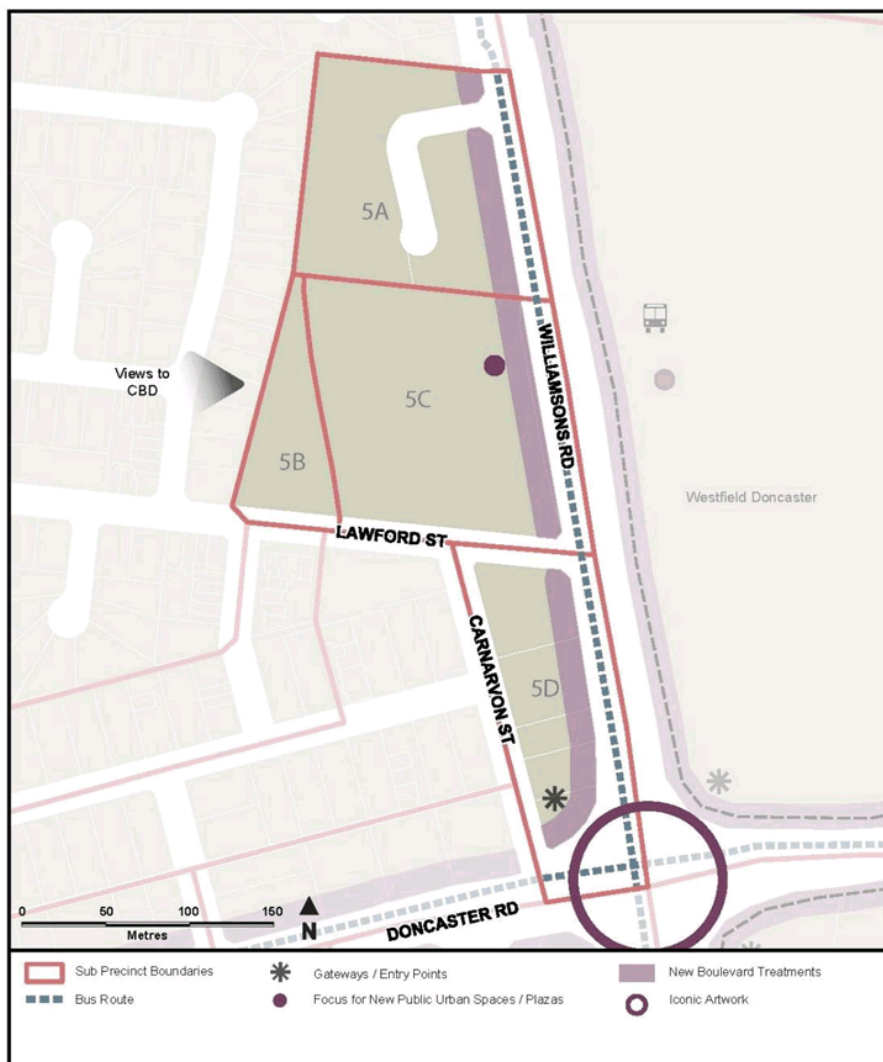 5A
Views to
CBD
5C
WILLIAMSONS RD
5B
Westfield Doncaster
LAWFORD ST
CARNARVON ST
5D
0 50 100 150
Metres
N
DONCASTER RD
Sub Precinct Boundaries
Gateways / Entry Points
New Boulevard Treatments
Bus Route
Focus for New Public Urban Spaces / Plazas
Iconic Artwork